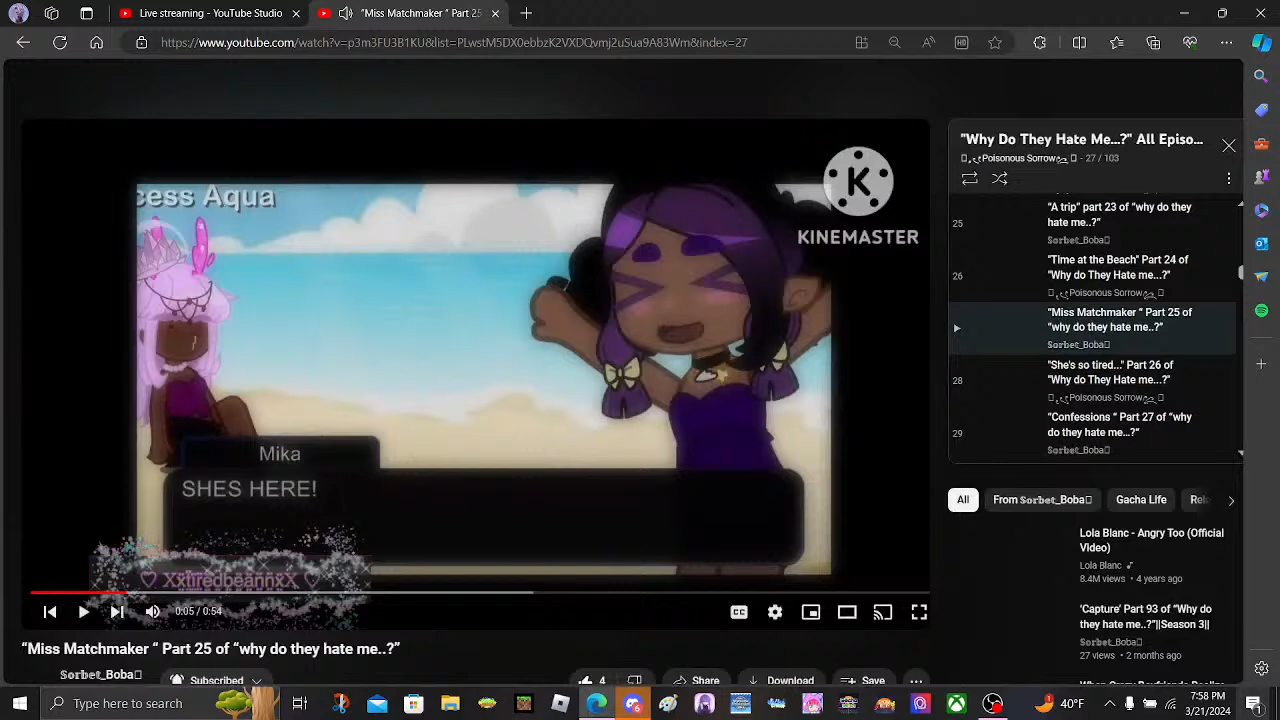 Live streaming - YouTube Studio
"Miss Matchmaker " Part 25
https://www.youtube.com/watch?v=p3m3FU3B1KU&list=PLwstM5DX0ebbzK2VXDQvmj2uSua9A83Wm&index=27
cess Aqua
K
KINEMASTER
Mika
SHES HERE!
♡ XxtiredbeannxX ♡
0:05 / 0:54
CC
"Miss Matchmaker " Part 25 of "why do they hate me..?"
Sorbet_Boba
Subscribed
4
Share
Download
Save
"Why Do They Hate Me...?" All Episo...
Poisonous Sorrow - 27 / 103
25
"A trip" part 23 of "why do they
hate me..?"
Sorbet_Boba
26
"Time at the Beach" Part 24 of
"Why do They Hate me...?"
Poisonous Sorrow
"Miss Matchmaker " Part 25 of
"why do they hate me..?"
Sorbet_Boba
28
"She's so tired..." Part 26 of
"Why do They Hate me...?"
Poisonous Sorrow
29
"Confessions " Part 27 of "why
do they hate me..?"
Sorbet_Boba
All
From Sorbet_Boba
Gacha Life
Rel
Lola Blanc - Angry Too (Official
Video)
Lola Blanc
8.4M views • 4 years ago
'Capture' Part 93 of "Why do
they hate me..?"||Season 3||
Sorbet_Boba
27 views • 2 months ago
Type here to search
40°F
7:58 PM
3/21/2024